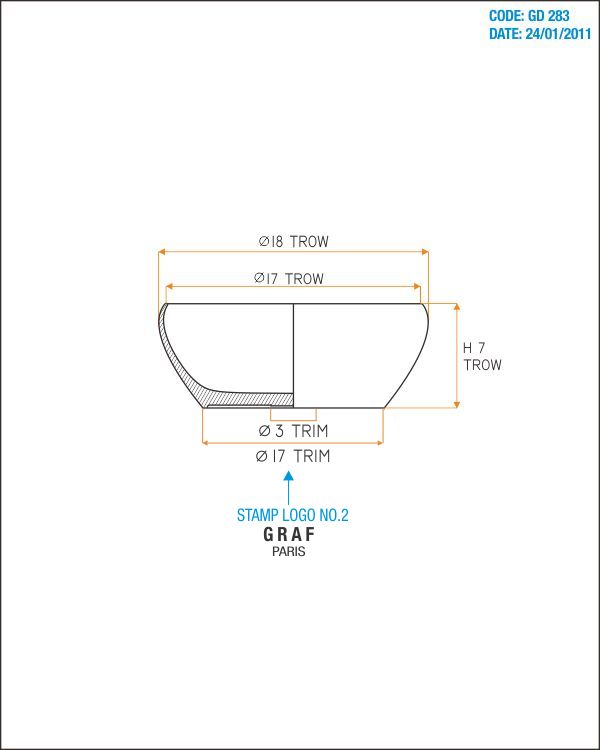 CODE: GD 283
DATE: 24/01/2011
Ø18 TROW
Ø17 TROW
H 7
TROW
Ø 3 TRIM
Ø 17 TRIM
STAMP LOGO NO.2
GRAF
PARIS